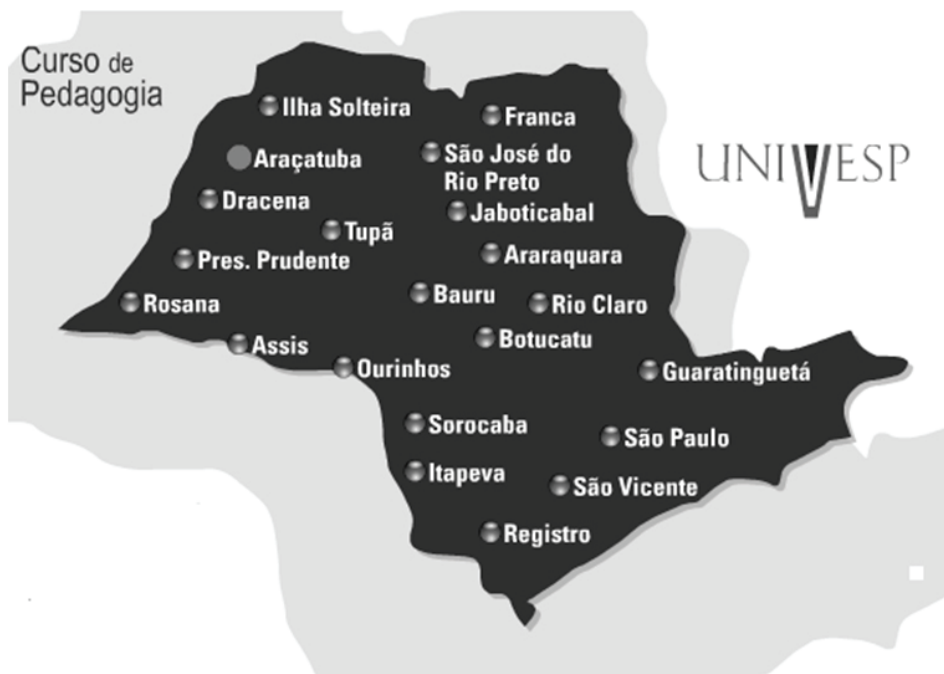 Curso de
Pedagogia
Ilha Solteira
Franca
UNIVESP
Araçatuba
São José do
Rio Preto
Dracena
Jaboticabal
Tupã
Araraquara
Pres. Prudente
Bauru
Rosana
Rio Claro
Botucatu
Assis
Ourinhos
Guaratinguetá
Sorocaba
São Paulo
Itapeva
São Vicente
Registro